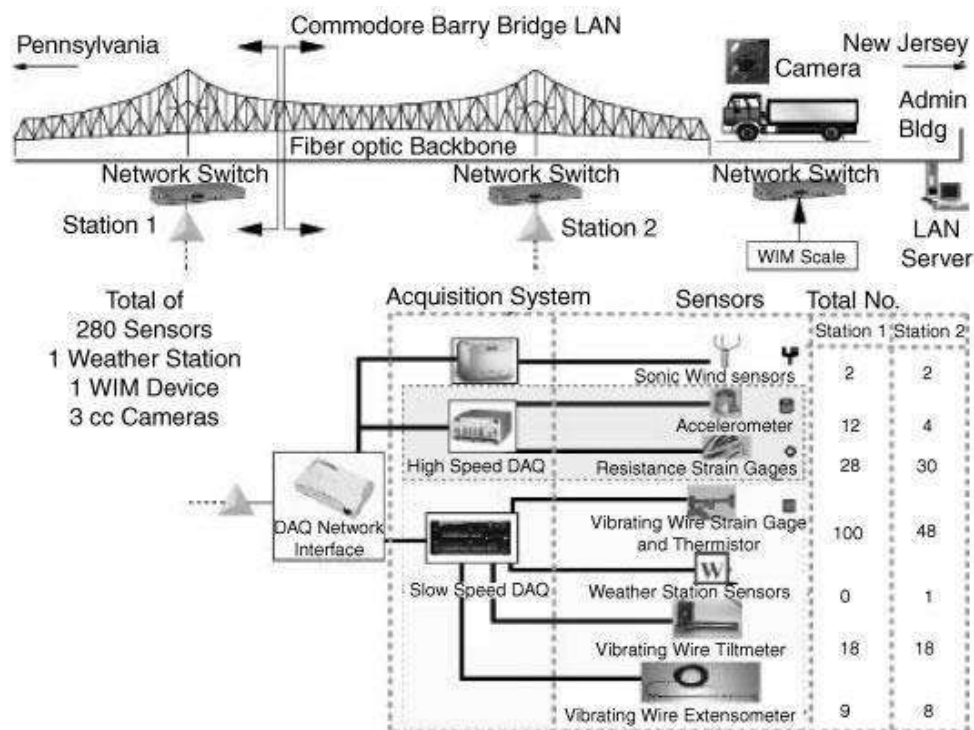 Commodore Barry Bridge LAN
Pennsylvania
New Jersey
Camera
Admin
Bldg
Fiber optic Backbone
Network Switch
Network Switch
Network Switch
Station 1
Station 2
WIM Scale
LAN
Server
Total of
280 Sensors
1 Weather Station
1 WIM Device
3 cc Cameras
Acquisition System
Sensors
Total No.
Station 1
Station 2
Sonic Wind sensors
2
2
Accelerometer
12
4
High Speed DAQ
Resistance Strain Gages
28
30
DAQ Network
Interface
Vibrating Wire Strain Gage
and Thermistor
100
48
W
Slow Speed DAQ
Weather Station Sensors
0
1
Vibrating Wire Tiltmeter
18
18
Vibrating Wire Extensometer
9
8